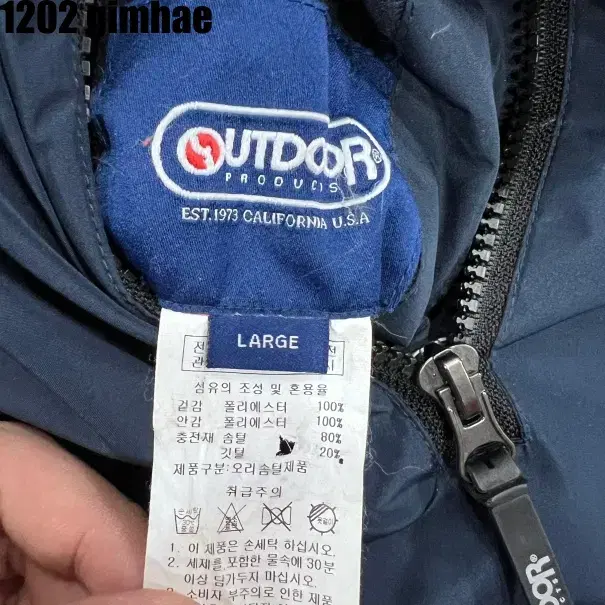 1202 gimhae
OUTDOOR®
PRODUCTS
EST.1973 CALIFORNIA U.S.A
LARGE
섬유의 조성 및 혼용율
겉감 폴리에스터 100%
안감 폴리에스터 100%
충전재 솜털 80%
깃털 20%
제품구분:오리솜털제품
취급주의
1. 이 제품은 손세탁 하십시오.
2. 세제를 포함한 물속에 30분
이상 담가두지 마십시오
소비자 부주의로 인한 제품